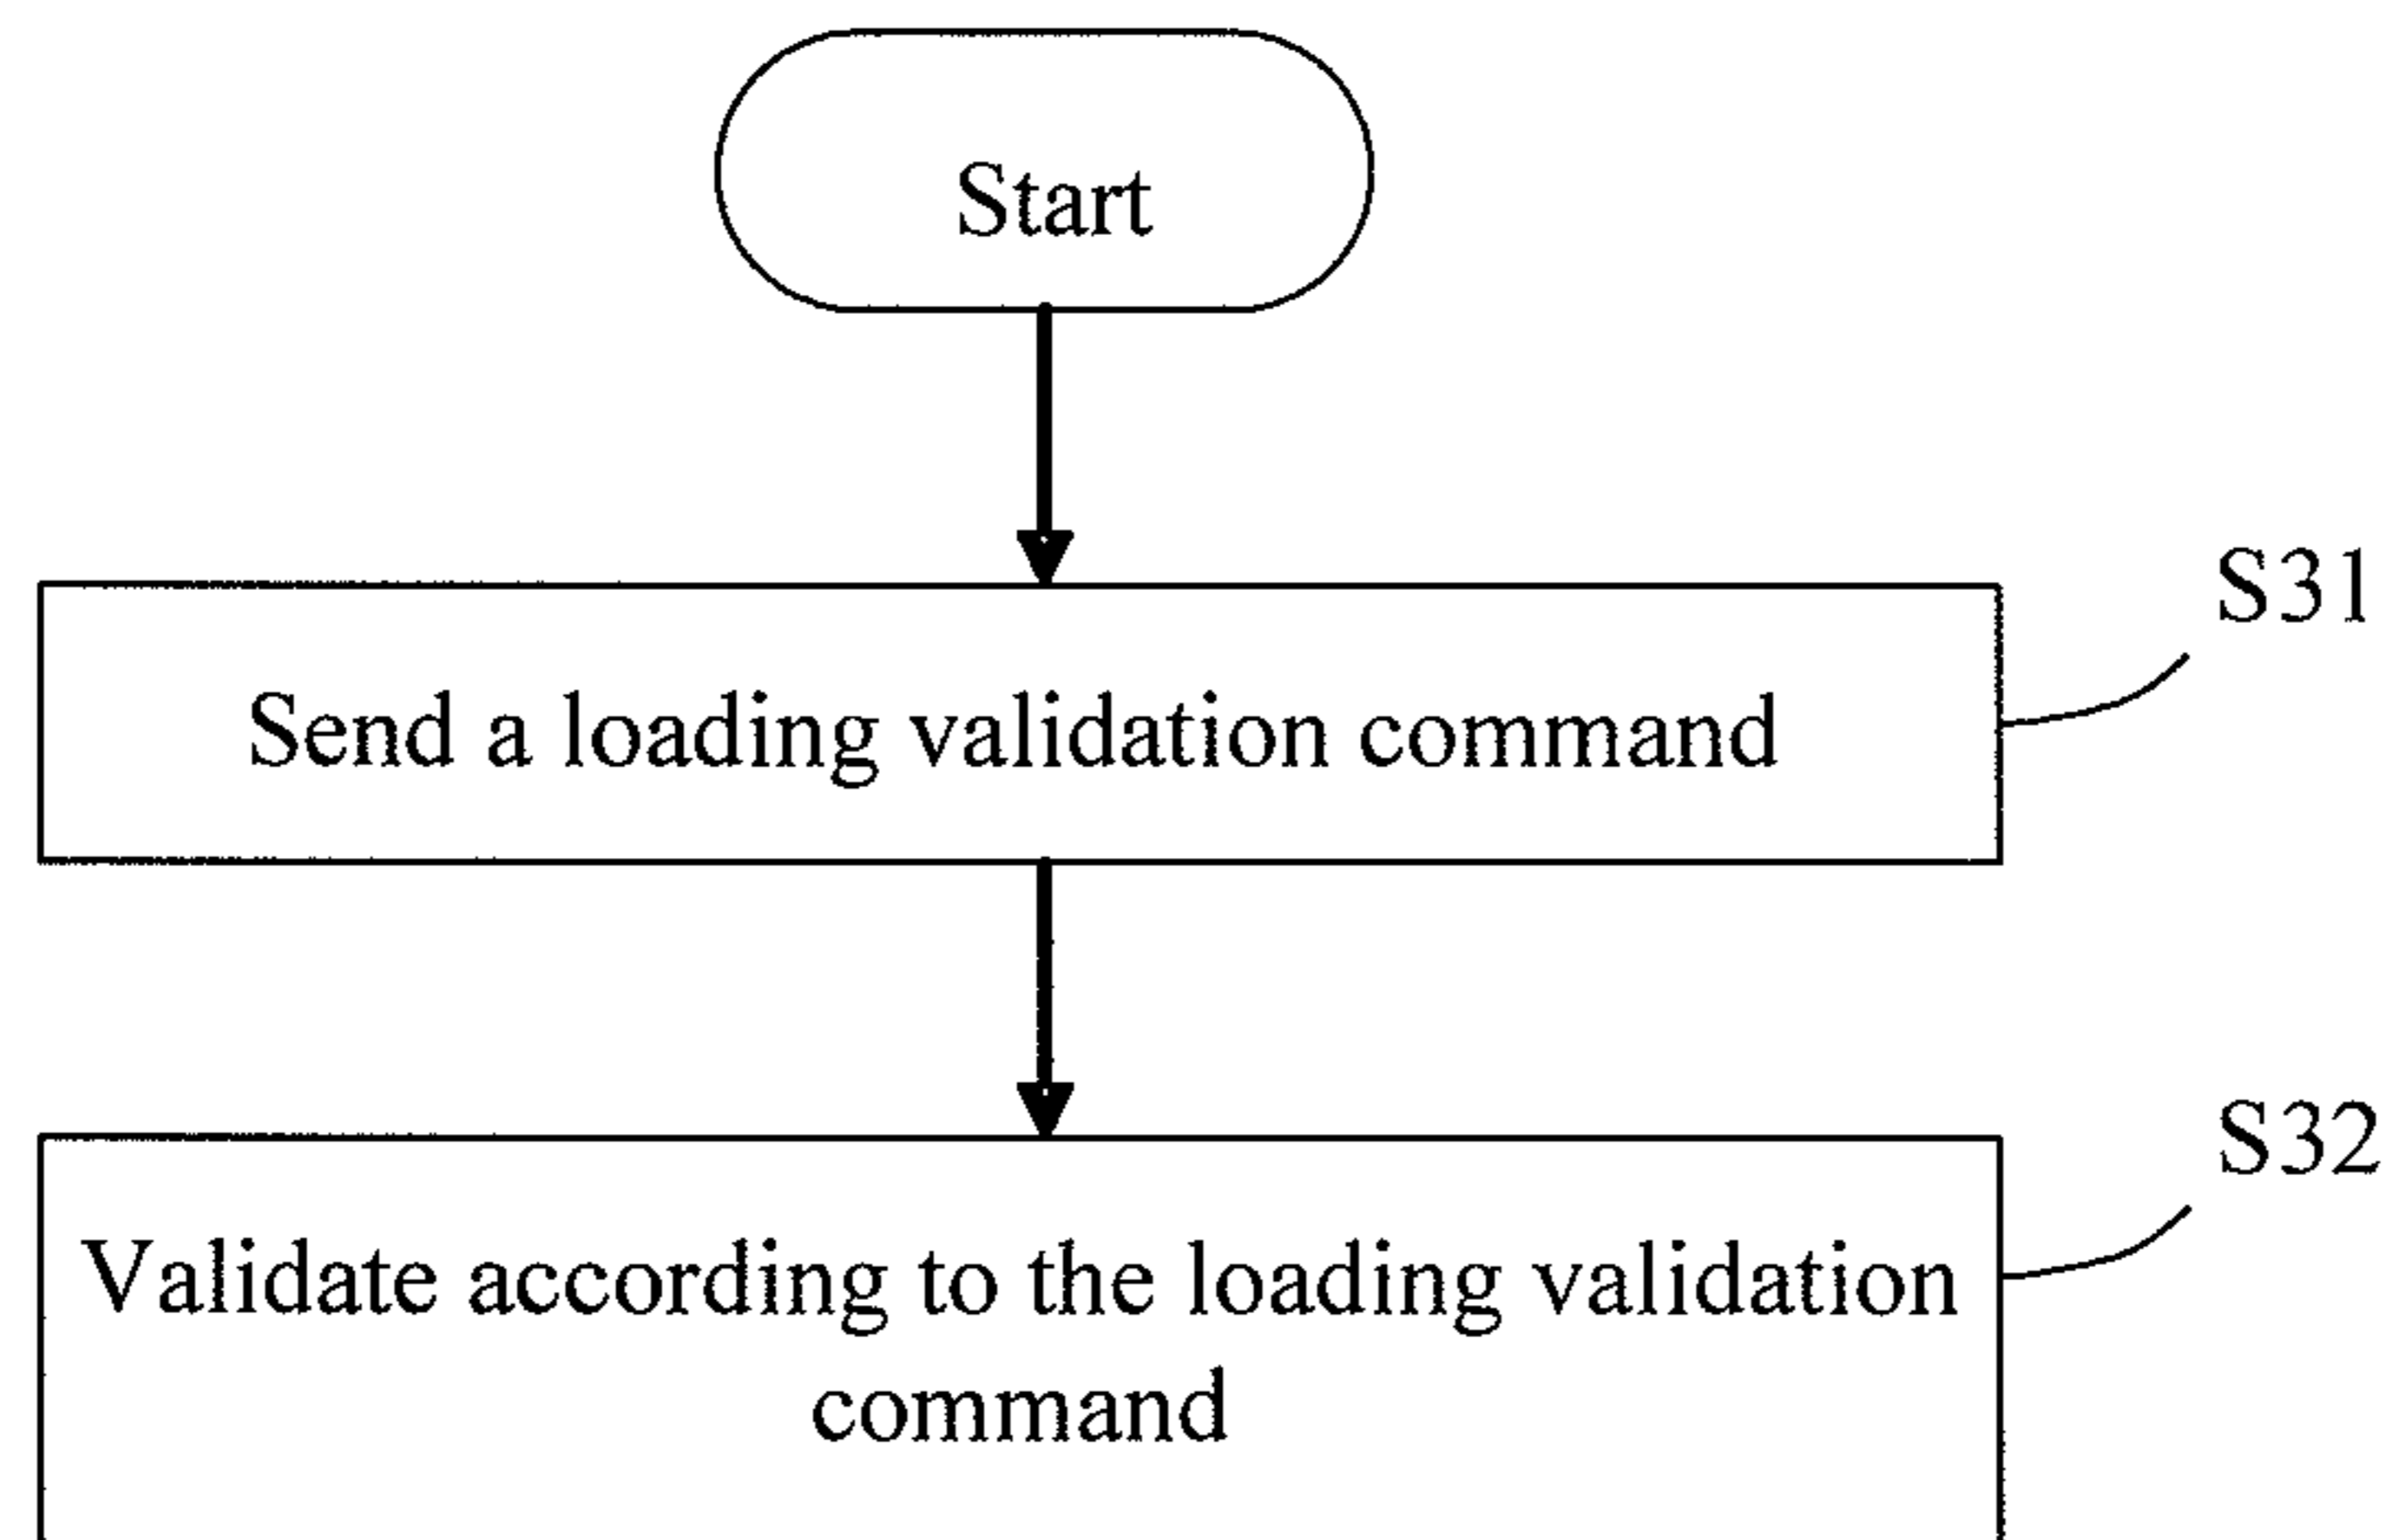 Start
S31
Send a loading validation command
S32
Validate according to the loading validation
command